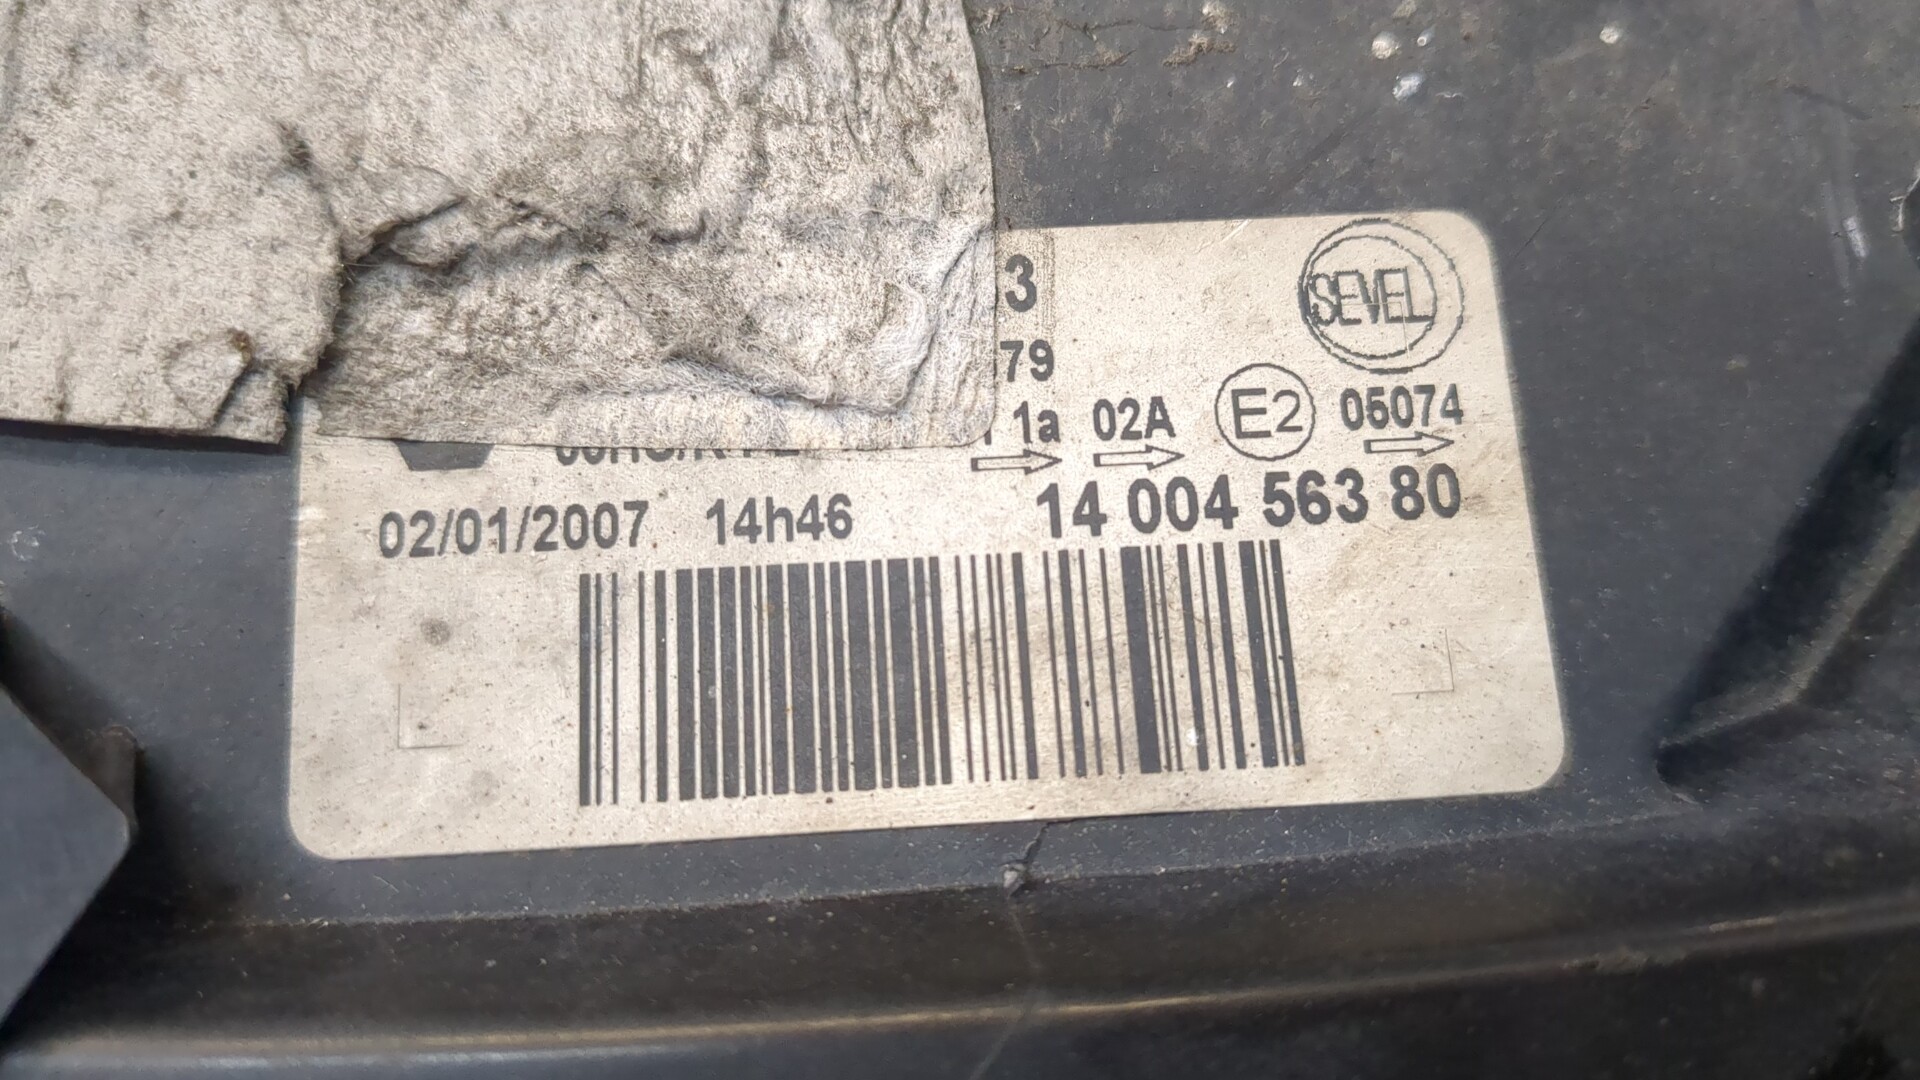 3
SEVEL
79
1a 02A E2 05074
02/01/2007 14h46 14 004 563 80